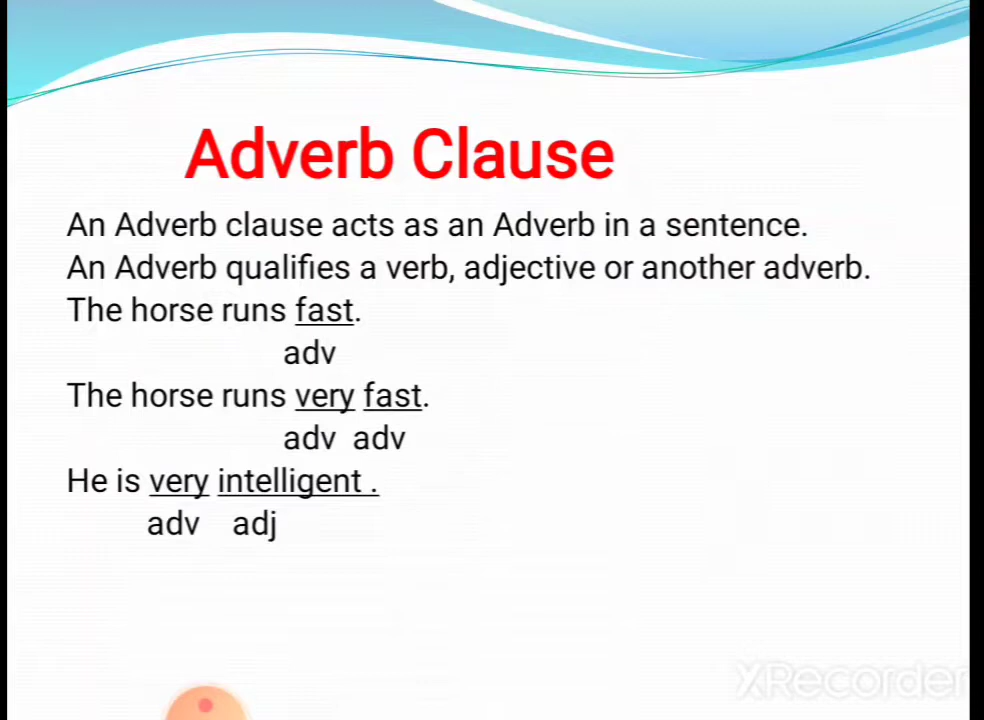 Adverb Clause
An Adverb clause acts as an Adverb in a sentence.
An Adverb qualifies a verb, adjective or another adverb.
The horse runs fast.
adv
The horse runs very fast.
adv adv
He is very intelligent .
adv adj
XRecorder